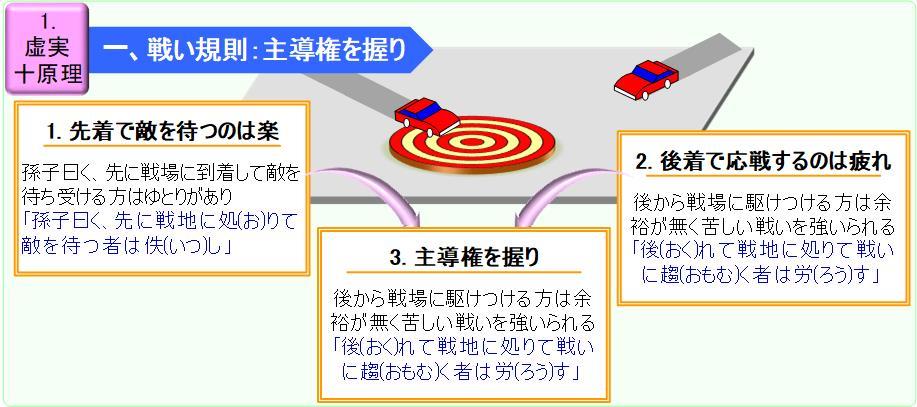 1.
虚実
十原理
一、戦い規則：主導権を握り
1. 先着で敵を待つのは楽
孫子曰く、先に戦場に到着して敵を
待ち受ける方はゆとりがあり
「孫子曰く、先に戦地に処(お)りて
敵を待つ者は佚(いつ)し」
2. 後着で応戦するのは疲れ
後から戦場に駆けつける方は余
裕が無く苦しい戦いを強いられる
「後(おく)れて戦地に処りて戦い
に趨(おもむ)く者は労(ろう)す」
3. 主導権を握り
後から戦場に駆けつける方は余
裕が無く苦しい戦いを強いられる
「後(おく)れて戦地に処りて戦い
に趨(おもむ)く者は労(ろう)す」